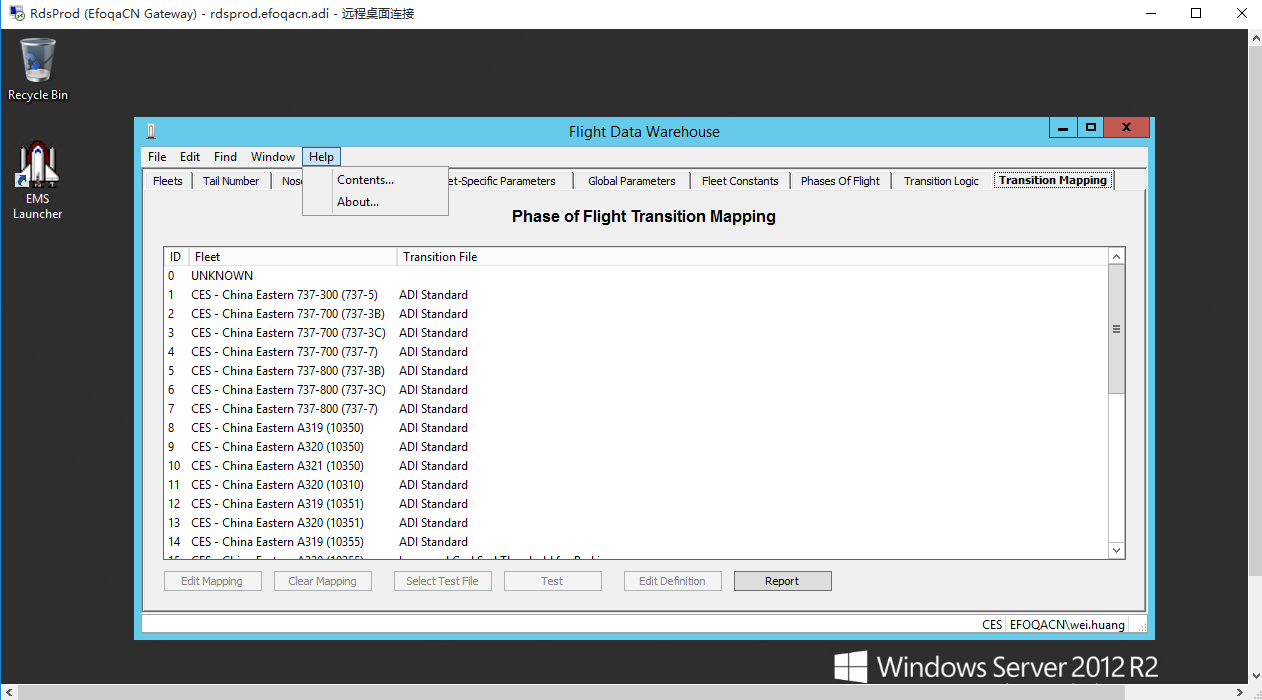 RdsProd (EfoqaCN Gateway) - rdsprod.efoqacn.adi - 远程桌面连接
Recycle Bin
EMS
Launcher
Flight Data Warehouse
File Edit Find Window Help
Contents...
About...
Fleets Tail Number et-Specific Parameters Global Parameters Fleet Constants Phases Of Flight Transition Logic Transition Mapping
Phase of Flight Transition Mapping
ID Fleet Transition File
0 UNKNOWN
1 CES - China Eastern 737-300 (737-5) ADI Standard
2 CES - China Eastern 737-700 (737-3B) ADI Standard
3 CES - China Eastern 737-700 (737-3C) ADI Standard
4 CES - China Eastern 737-700 (737-7) ADI Standard
5 CES - China Eastern 737-800 (737-3B) ADI Standard
6 CES - China Eastern 737-800 (737-3C) ADI Standard
7 CES - China Eastern 737-800 (737-7) ADI Standard
8 CES - China Eastern A319 (10350) ADI Standard
9 CES - China Eastern A320 (10350) ADI Standard
10 CES - China Eastern A321 (10350) ADI Standard
11 CES - China Eastern A320 (10310) ADI Standard
12 CES - China Eastern A319 (10351) ADI Standard
13 CES - China Eastern A320 (10351) ADI Standard
14 CES - China Eastern A319 (10355) ADI Standard
Edit Mapping Clear Mapping Select Test File Test Edit Definition Report
CES EFOQACN\wei.huang
Windows Server 2012 R2